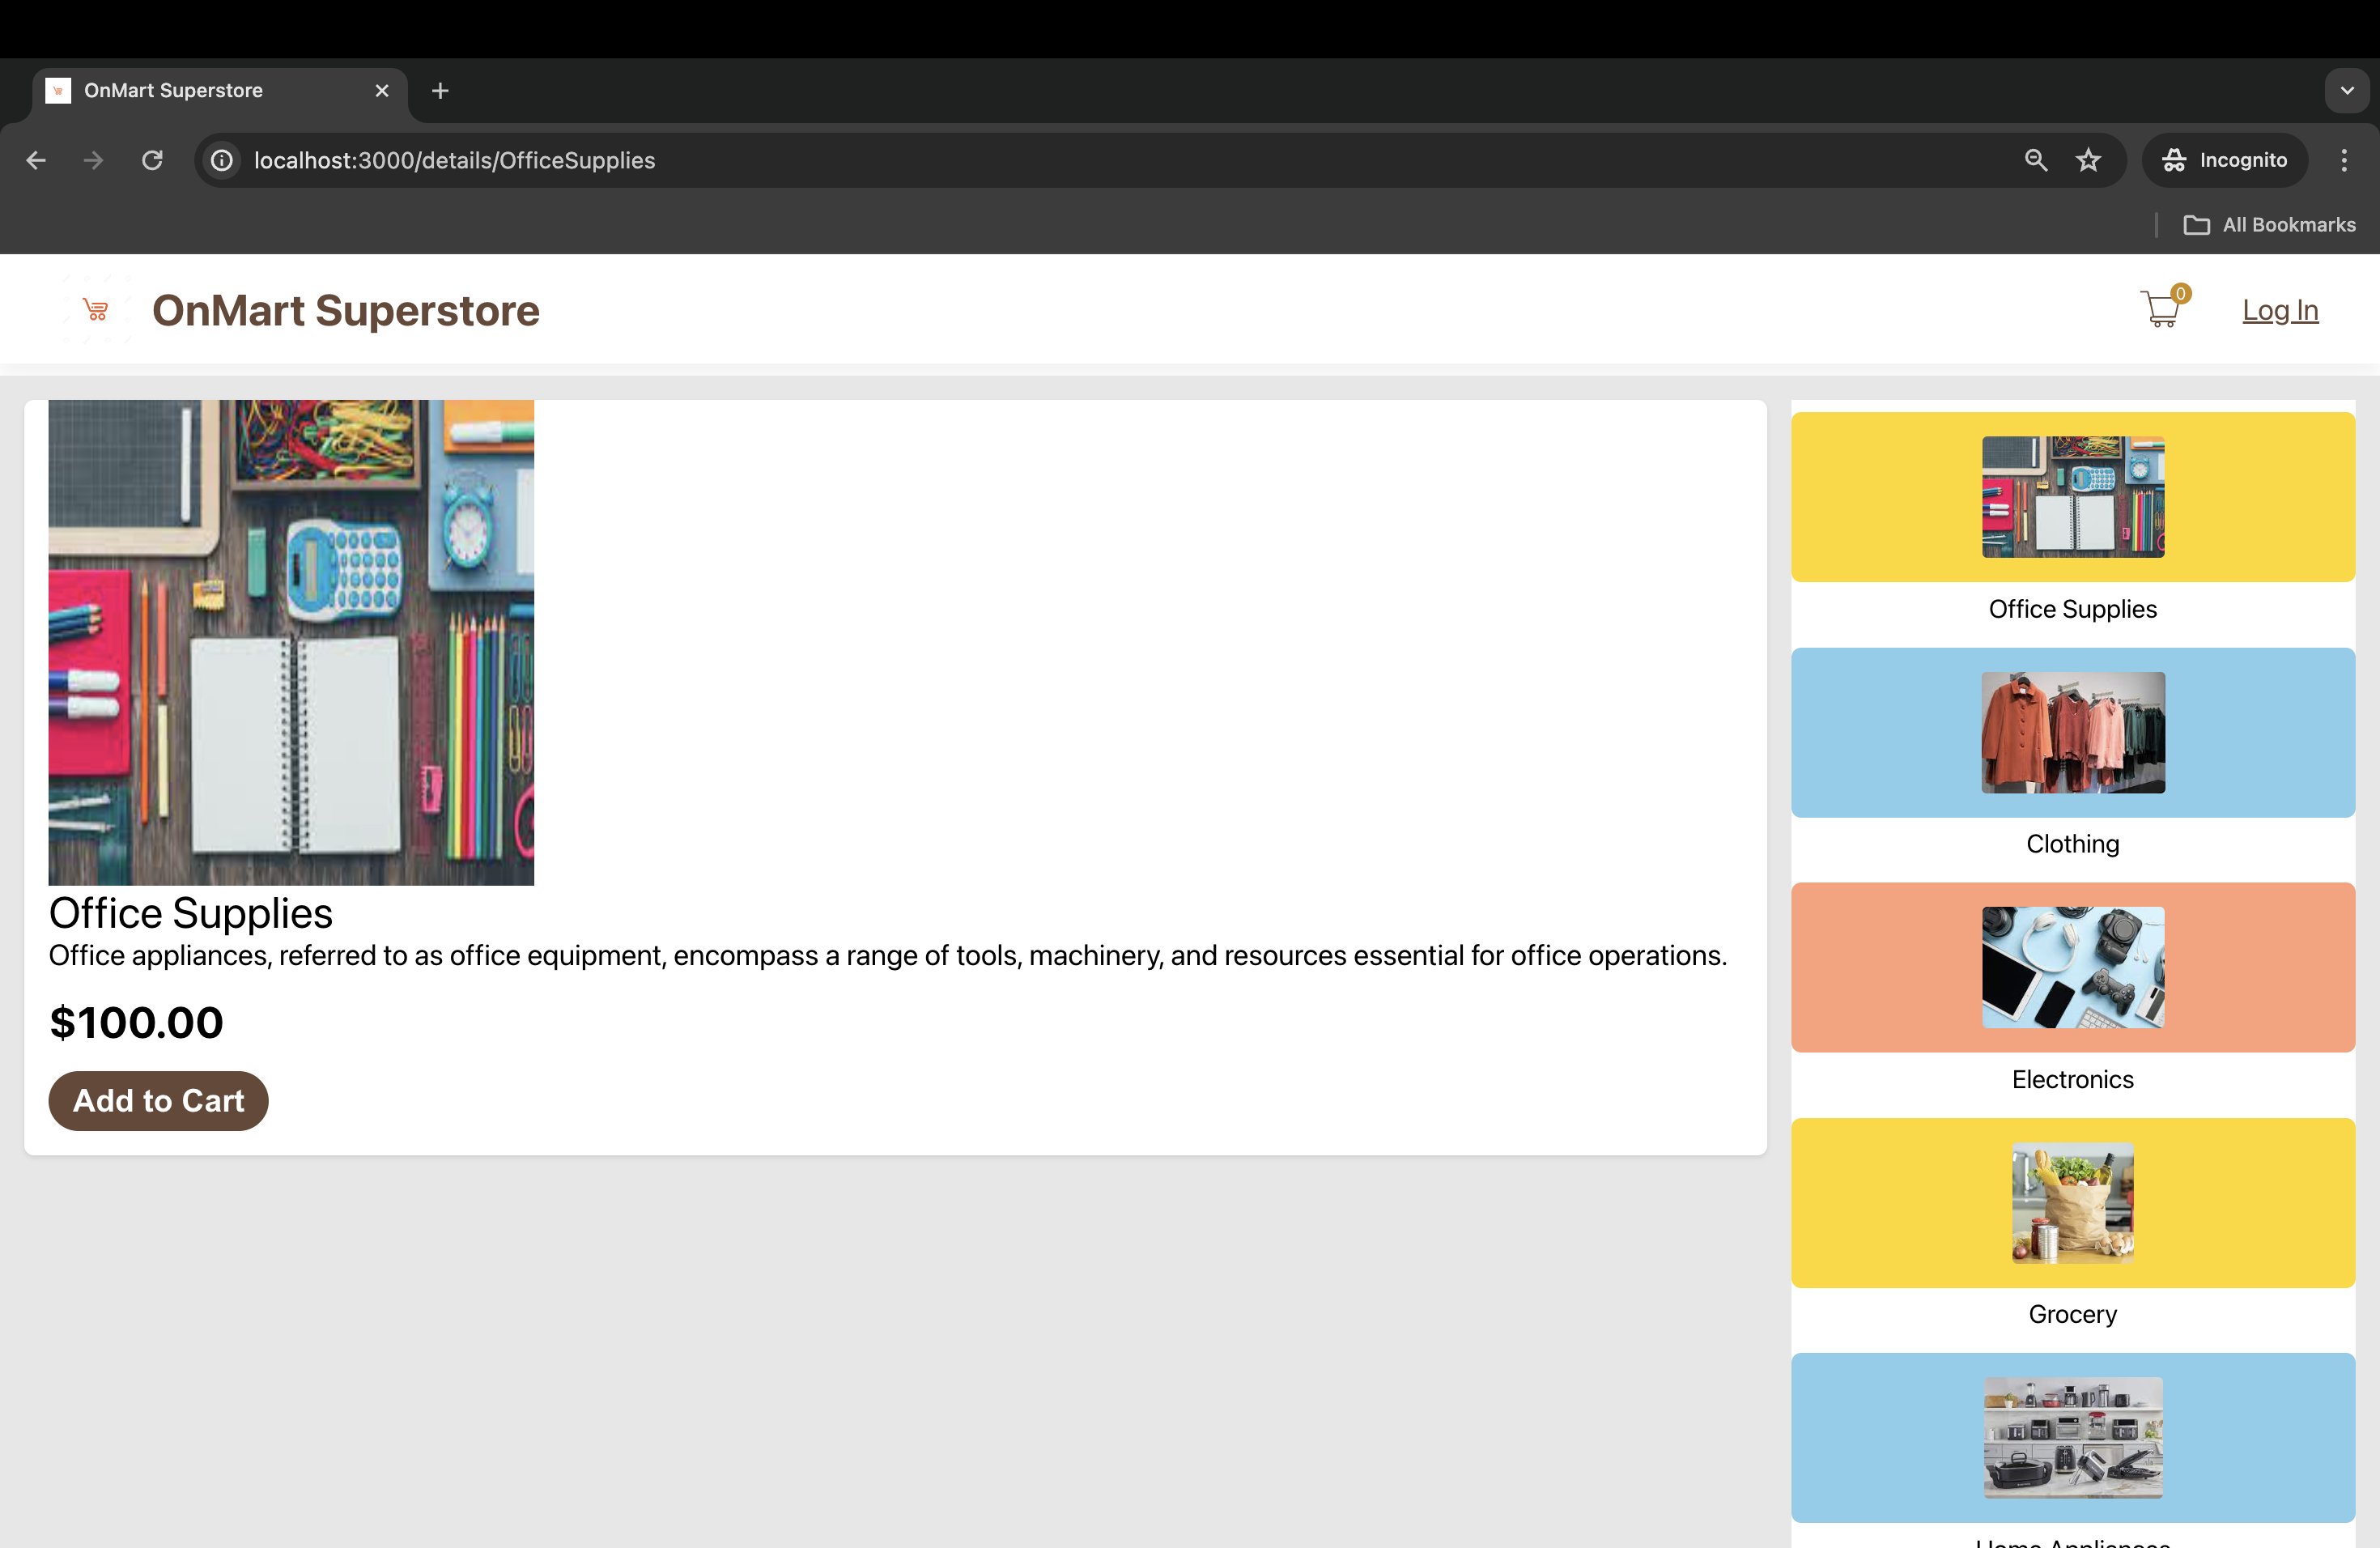 OnMart Superstore
localhost:3000/details/OfficeSupplies
Incognito
All Bookmarks
OnMart Superstore
0
Log In
Office Supplies
Office appliances, referred to as office equipment, encompass a range of tools, machinery, and resources essential for office operations.
$100.00
Add to Cart
Office Supplies
Clothing
Electronics
Grocery
Home Appliances